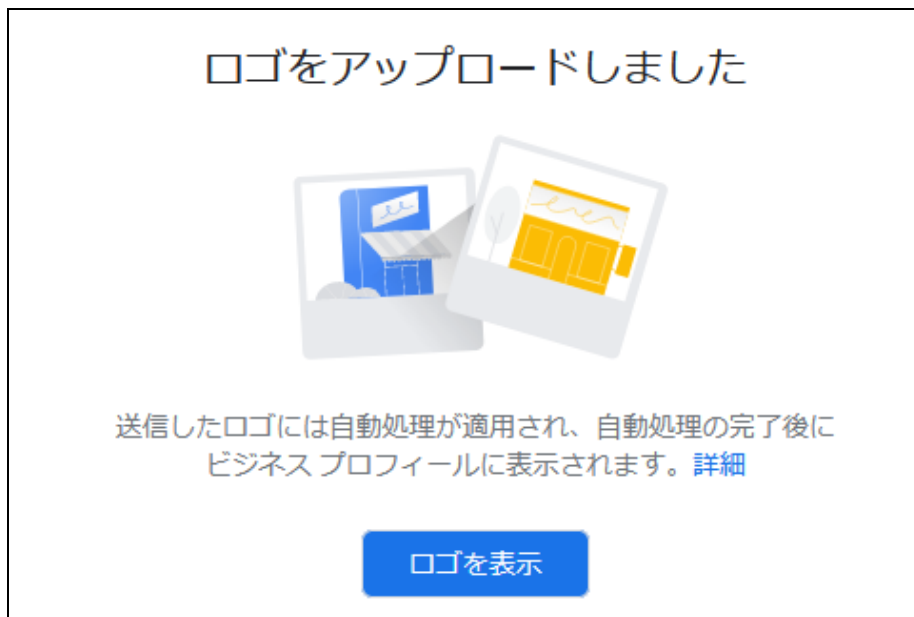 ロゴをアップロードしました
送信したロゴには自動処理が適用され、自動処理の完了後に
ビジネス プロフィールに表示されます。詳細
ロゴを表示